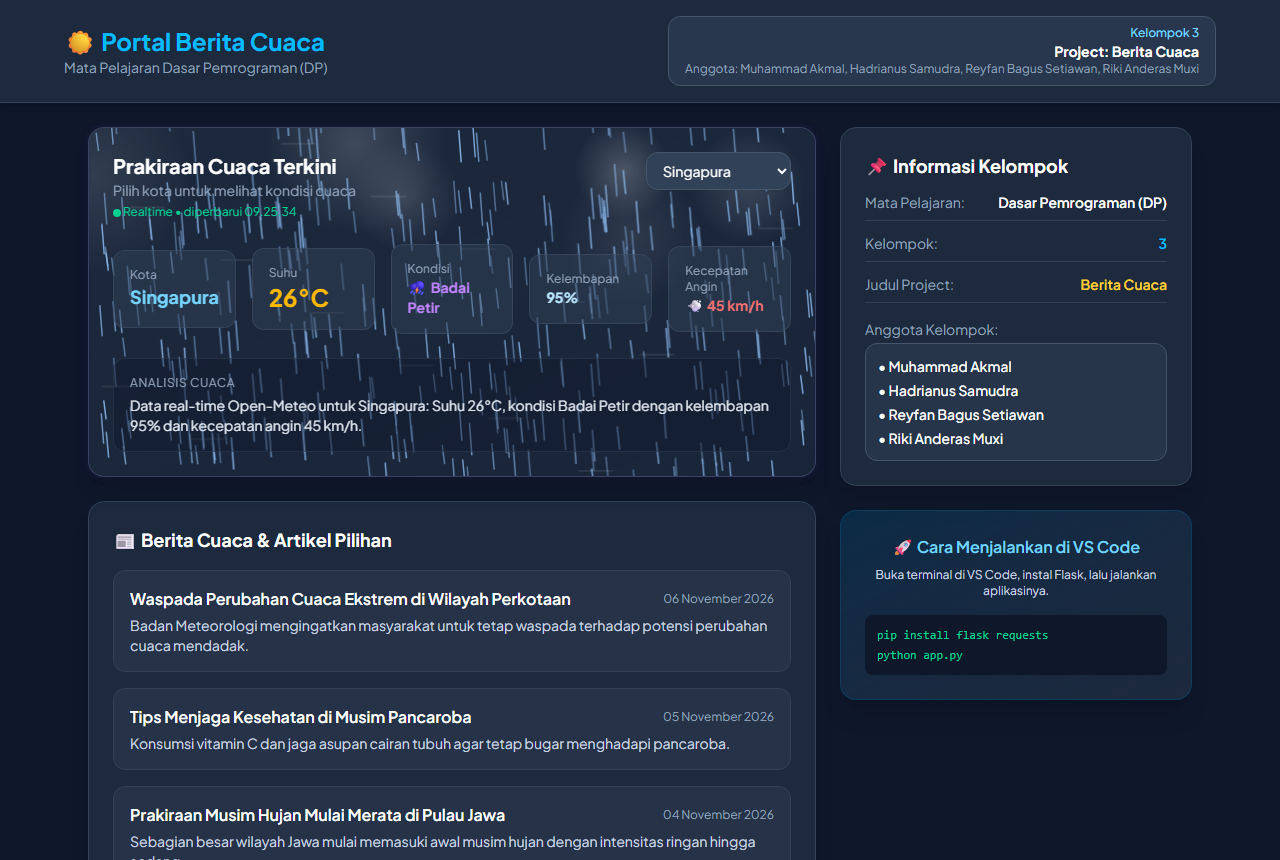 Portal Berita Cuaca
Mata Pelajaran Dasar Pemrograman (DP)
Kelompok 3
Project: Berita Cuaca
Anggota: Muhammad Akmal, Hadrianus Samudra, Reyfan Bagus Setiawan, Riki Anderas Muxi
Prakiraan Cuaca Terkini
Pilih kota untuk melihat kondisi cuaca
Realtime • diperbarui 09.25.34
Singapura
Kota
Singapura
Suhu
26°C
Kondisi
Badai
Petir
Kelembapan
95%
Kecepatan
Angin
45 km/h
ANALISIS CUACA
Data real-time Open-Meteo untuk Singapura: Suhu 26°C, kondisi Badai Petir dengan kelembapan
95% dan kecepatan angin 45 km/h.
Berita Cuaca & Artikel Pilihan
Waspada Perubahan Cuaca Ekstrem di Wilayah Perkotaan
06 November 2026
Badan Meteorologi mengingatkan masyarakat untuk tetap waspada terhadap potensi perubahan
cuaca mendadak.
Tips Menjaga Kesehatan di Musim Pancaroba
05 November 2026
Konsumsi vitamin C dan jaga asupan cairan tubuh agar tetap bugar menghadapi pancaroba.
Prakiraan Musim Hujan Mulai Merata di Pulau Jawa
04 November 2026
Sebagian besar wilayah Jawa mulai memasuki awal musim hujan dengan intensitas ringan hingga
Informasi Kelompok
Mata Pelajaran:
Dasar Pemrograman (DP)
Kelompok:
3
Judul Project:
Berita Cuaca
Anggota Kelompok:
• Muhammad Akmal
• Hadrianus Samudra
• Reyfan Bagus Setiawan
• Riki Anderas Muxi
Cara Menjalankan di VS Code
Buka terminal di VS Code, instal Flask, lalu jalankan
aplikasinya.
pip install flask requests
python app.py